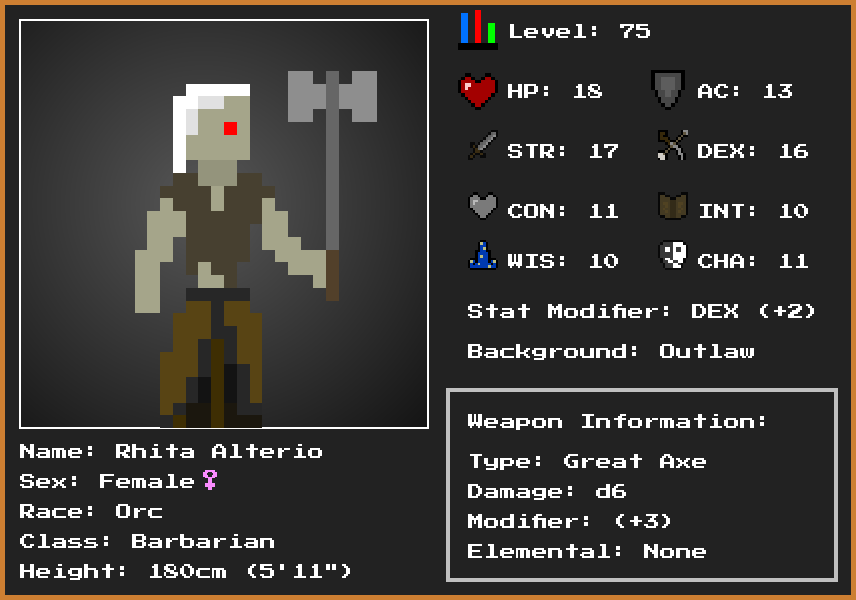 Level: 75
HP: 18 AC: 13
STR: 17 DEX: 16
CON: 11 INT: 10
WIS: 10 CHA: 11
Stat Modifier: DEX (+2)
Background: Outlaw
Weapon Information:
Type: Great Axe
Damage: d6
Modifier: (+3)
Elemental: None
Name: Rhita Alterio
Sex: Female♀
Race: Orc
Class: Barbarian
Height: 180cm (5'11")